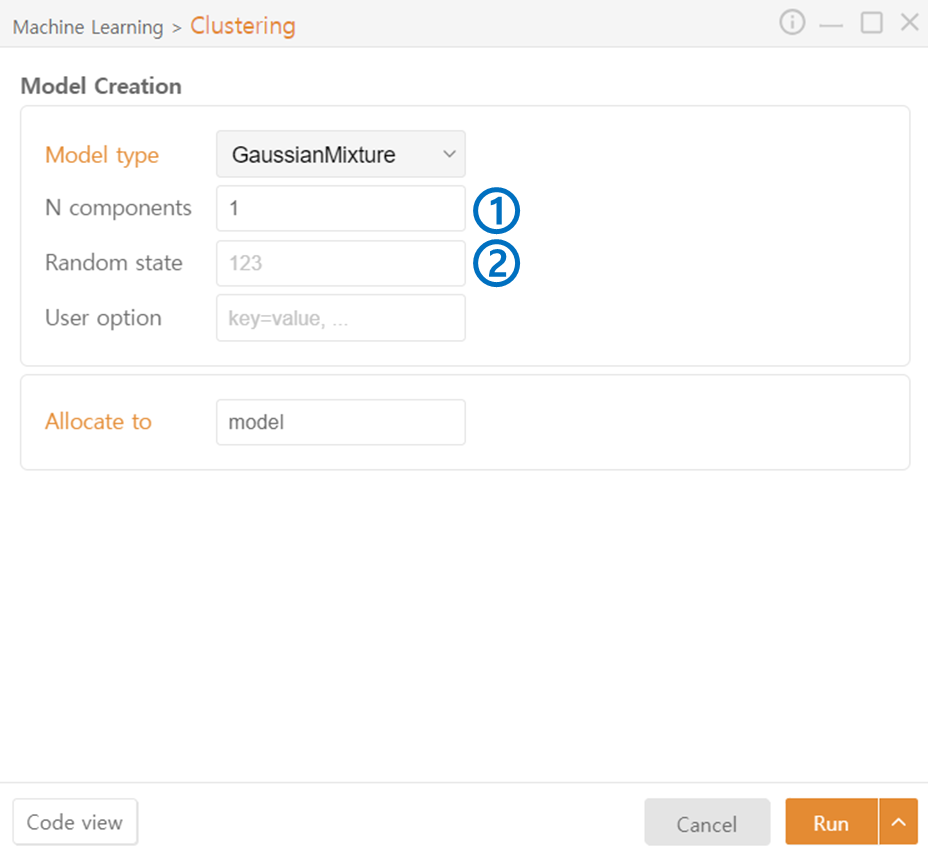 Machine Learning > Clustering
Model Creation
Model type GaussianMixture
N components 1 ①
Random state 123 ②
User option key=value, ...
Allocate to model
Code view Cancel Run